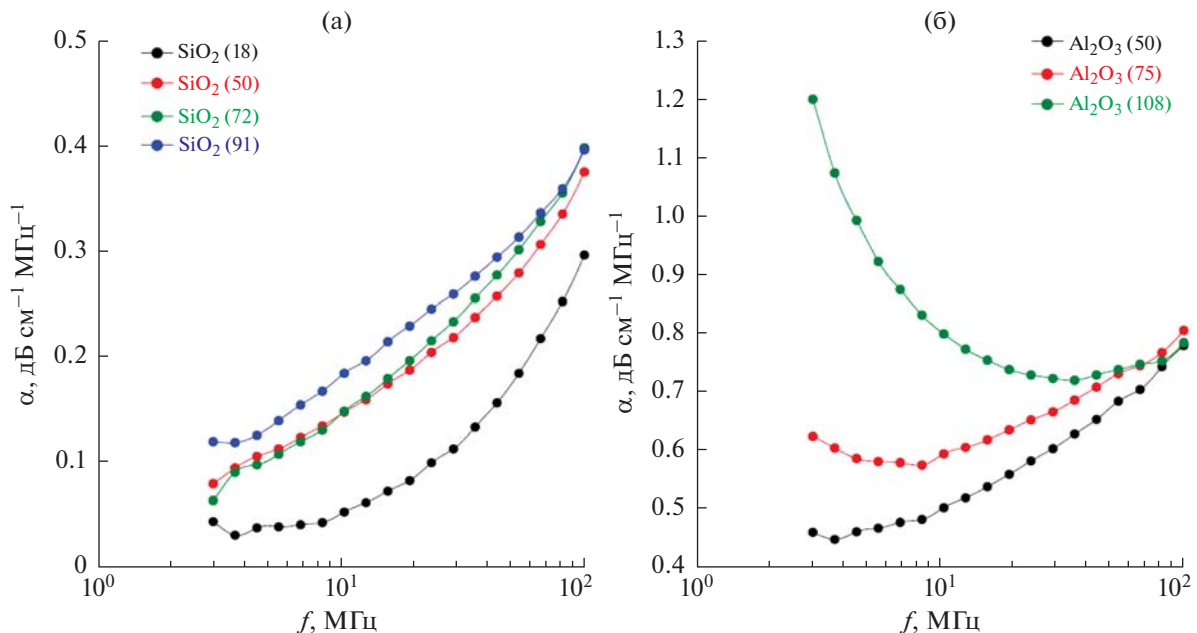 (а)
0.5
0.4
0.3
0.2
0.1
0
α, дБ см⁻¹ МГц⁻¹
SiO₂ (18)
SiO₂ (50)
SiO₂ (72)
SiO₂ (91)
10⁰
10¹
10²
f, МГц
(б)
1.3
1.2
1.1
1.0
0.9
0.8
0.7
0.6
0.5
0.4
α, дБ см⁻¹ МГц⁻¹
Al₂O₃ (50)
Al₂O₃ (75)
Al₂O₃ (108)
10⁰
10¹
10²
f, МГц